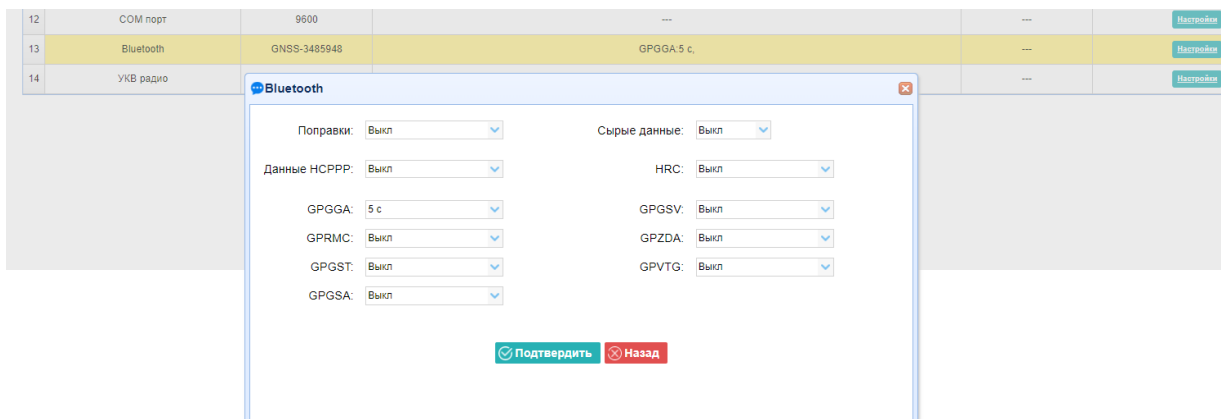 12 COM порт 9600 --- --- Настройки
13 Bluetooth GNSS-3485948 GPGGA:5 с, --- Настройки
14 УКВ радио --- Настройки
Bluetooth
Поправки: Выкл Сырые данные: Выкл
Данные HCPPP: Выкл HRC: Выкл
GPGGA: 5 с GPGSV: Выкл
GPRMC: Выкл GPZDA: Выкл
GPGST: Выкл GPVTG: Выкл
GPGSA: Выкл
Подтвердить Назад